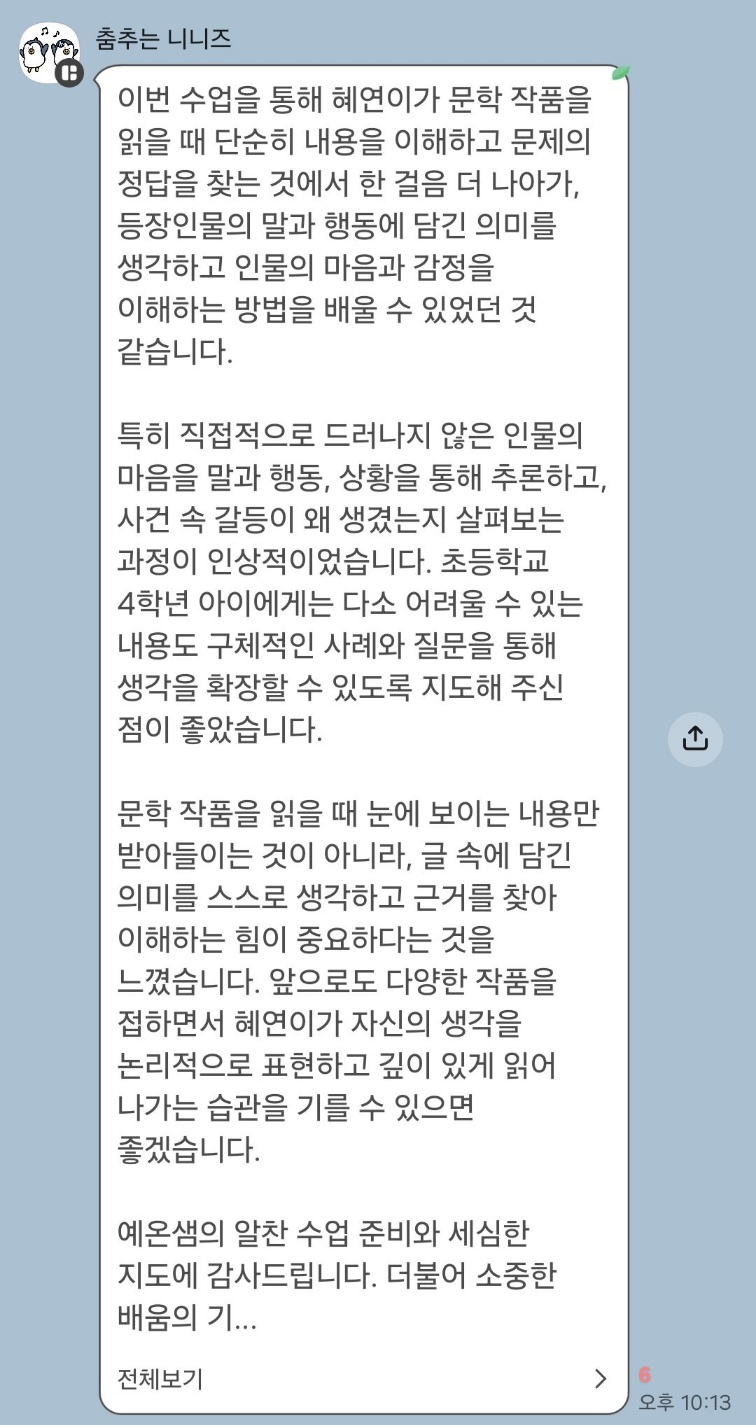 춤추는 니니즈
이번 수업을 통해 혜연이가 문학 작품을
읽을 때 단순히 내용을 이해하고 문제의
정답을 찾는 것에서 한 걸음 더 나아가,
등장인물의 말과 행동에 담긴 의미를
생각하고 인물의 마음과 감정을
이해하는 방법을 배울 수 있었던 것
같습니다.
특히 직접적으로 드러나지 않은 인물의
마음을 말과 행동, 상황을 통해 추론하고,
사건 속 갈등이 왜 생겼는지 살펴보는
과정이 인상적이었습니다. 초등학교
4학년 아이에게는 다소 어려울 수 있는
내용도 구체적인 사례와 질문을 통해
생각을 확장할 수 있도록 지도해 주신
점이 좋았습니다.
문학 작품을 읽을 때 눈에 보이는 내용만
받아들이는 것이 아니라, 글 속에 담긴
의미를 스스로 생각하고 근거를 찾아
이해하는 힘이 중요하다는 것을
느꼈습니다. 앞으로도 다양한 작품을
접하면서 혜연이가 자신의 생각을
논리적으로 표현하고 깊이 있게 읽어
나가는 습관을 기를 수 있으면
좋겠습니다.
예온샘의 알찬 수업 준비와 세심한
지도에 감사드립니다. 더불어 소중한
배움의 기...
전체보기
6
오후 10:13